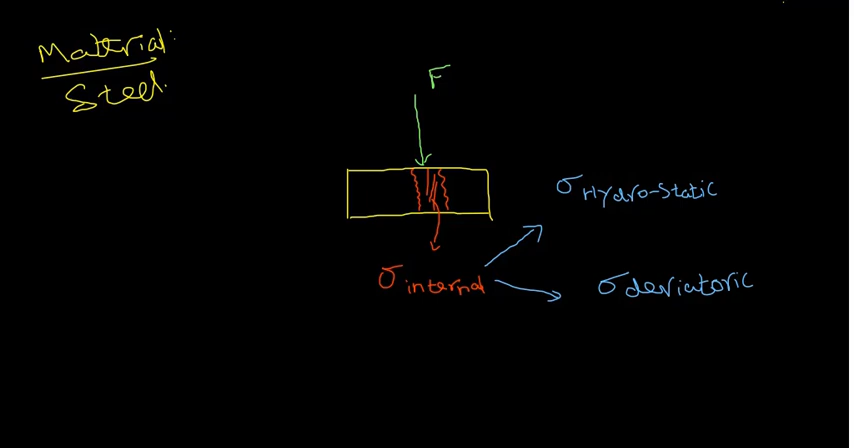 Material:
Steel.
F
σ Hydro-Static
σ internal
σ deviatoric